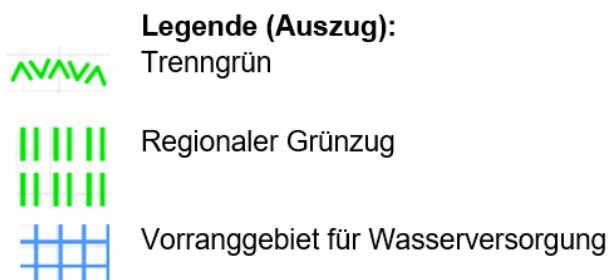 Legende (Auszug):
Trenngrün
Regionaler Grünzug
Vorranggebiet für Wasserversorgung